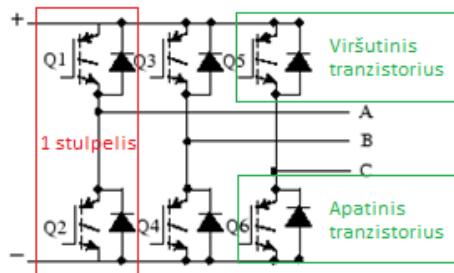 +
Q1
Q3
Q5
Viršutinis
tranzistorius
A
1 stulpelis
B
C
Q2
Q4
Q6
Apatinis
tranzistorius
−